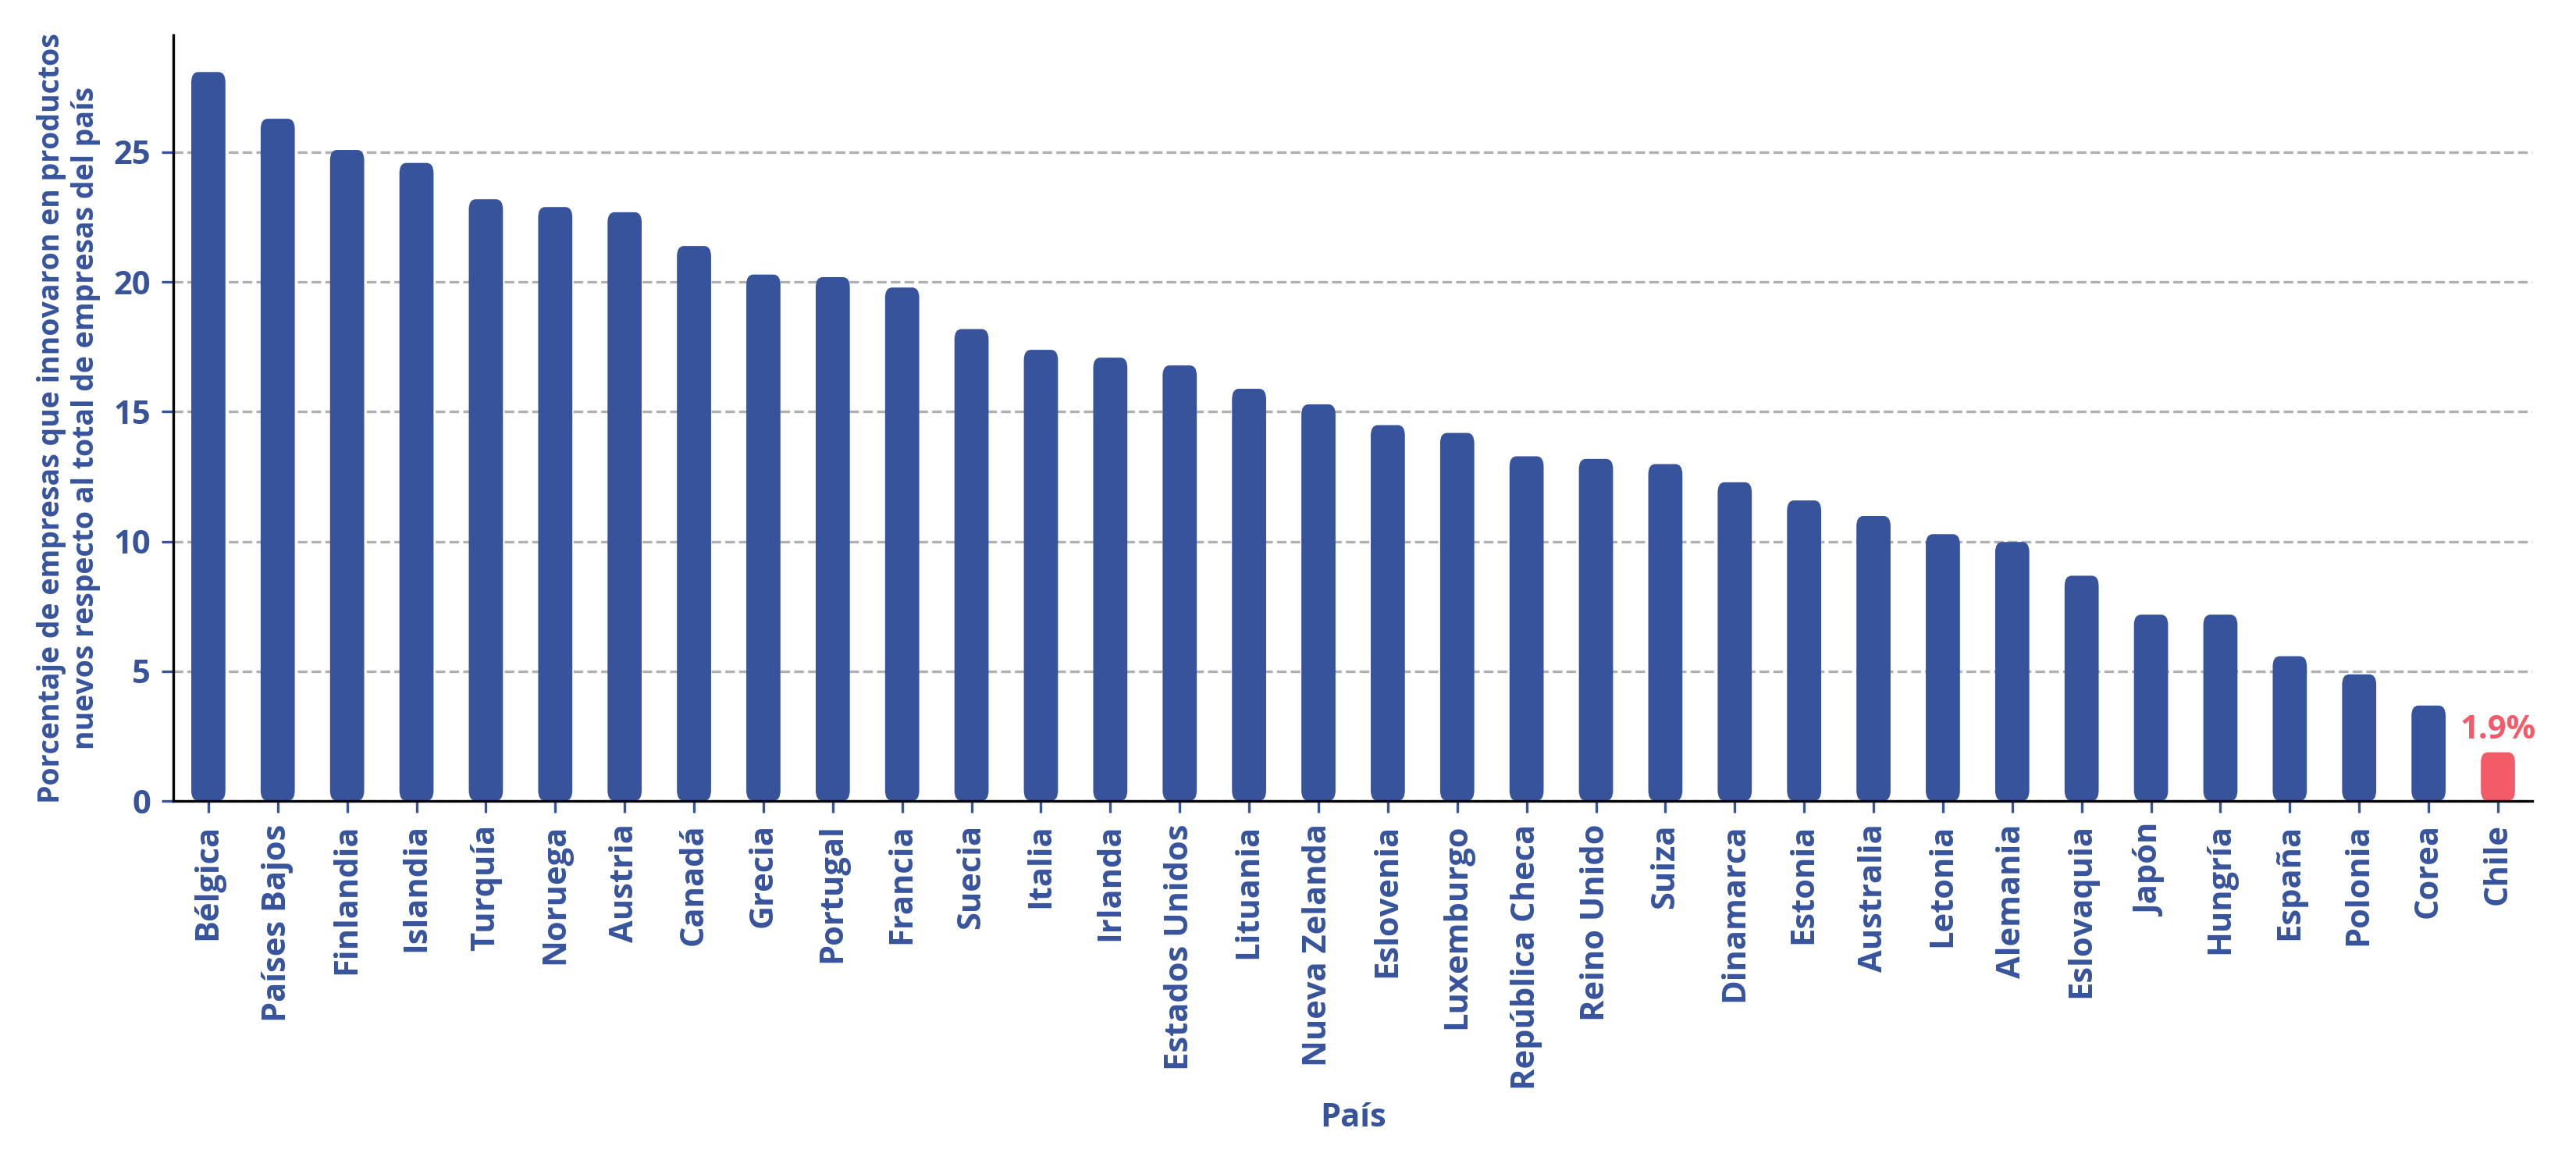 Porcentaje de empresas que innovaron en productos
nuevos respecto al total de empresas del país
25
20
15
10
5
0
1.9%
Bélgica
Países Bajos
Finlandia
Islandia
Turquía
Noruega
Austria
Canadá
Grecia
Portugal
Francia
Suecia
Italia
Irlanda
Estados Unidos
Lituania
Nueva Zelanda
Eslovenia
Luxemburgo
República Checa
Reino Unido
Suiza
Dinamarca
Estonia
Australia
Letonia
Alemania
Eslovaquia
Japón
Hungría
España
Polonia
Corea
Chile
País